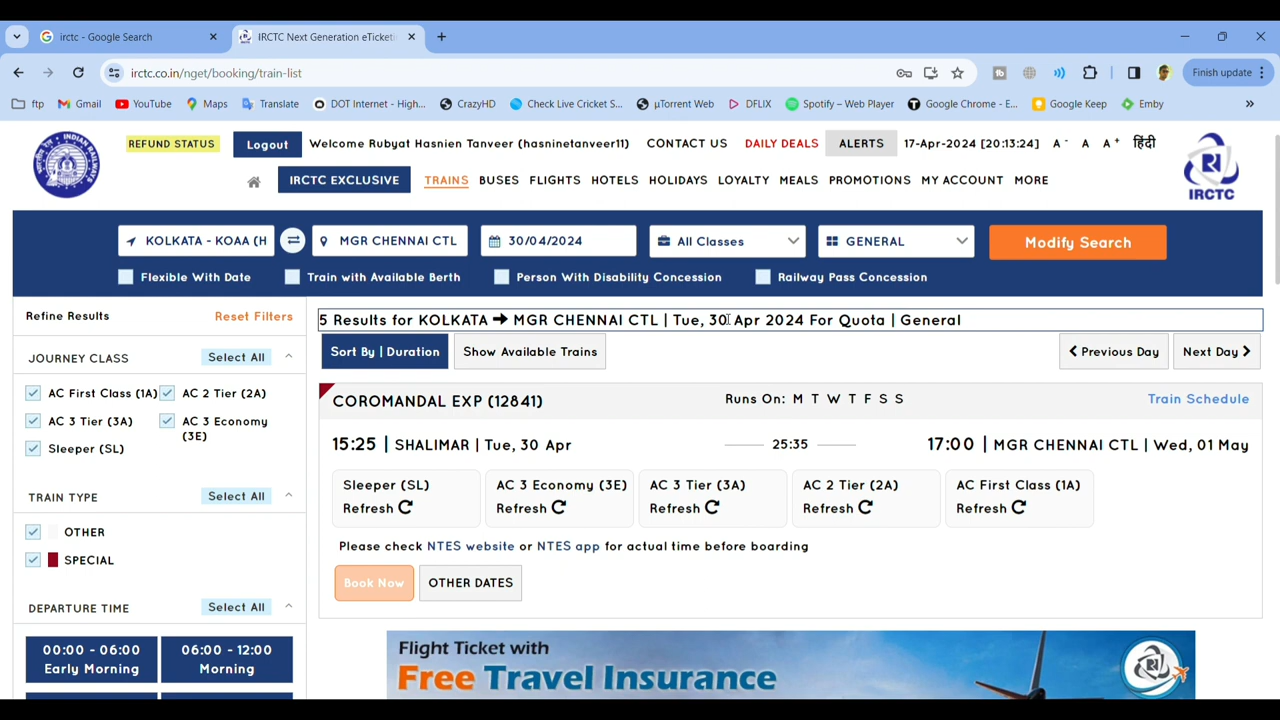 irctc - Google Search
IRCTC Next Generation eTicketi
irctc.co.in/nget/booking/train-list
Finish update
ftp
Gmail
YouTube
Maps
Translate
DOT Internet - High...
CrazyHD
Check Live Cricket S...
µTorrent Web
DFLIX
Spotify – Web Player
Google Chrome - E...
Google Keep
Emby
INDIAN RAILWAYS
REFUND STATUS
Logout
Welcome Rubyat Hasnien Tanveer (hasninetanveer11)
CONTACT US
DAILY DEALS
ALERTS
17-Apr-2024 [20:13:24]
A -
A
A +
हिंदी
IRCTC
IRCTC EXCLUSIVE
TRAINS
BUSES
FLIGHTS
HOTELS
HOLIDAYS
LOYALTY
MEALS
PROMOTIONS
MY ACCOUNT
MORE
KOLKATA - KOAA (H
MGR CHENNAI CTL
30/04/2024
All Classes
GENERAL
Modify Search
Flexible With Date
Train with Available Berth
Person With Disability Concession
Railway Pass Concession
Refine Results
Reset Filters
5 Results for KOLKATA ➜ MGR CHENNAI CTL | Tue, 30 Apr 2024 For Quota | General
JOURNEY CLASS
Select All
Sort By | Duration
Show Available Trains
Previous Day
Next Day
AC First Class (1A)
AC 2 Tier (2A)
AC 3 Tier (3A)
AC 3 Economy
(3E)
Sleeper (SL)
COROMANDAL EXP (12841)
Runs On: M T W T F S S
Train Schedule
15:25 | SHALIMAR | Tue, 30 Apr
25:35
17:00 | MGR CHENNAI CTL | Wed, 01 May
Sleeper (SL)
Refresh
AC 3 Economy (3E)
Refresh
AC 3 Tier (3A)
Refresh
AC 2 Tier (2A)
Refresh
AC First Class (1A)
Refresh
TRAIN TYPE
Select All
OTHER
SPECIAL
Please check NTES website or NTES app for actual time before boarding
Book Now
OTHER DATES
DEPARTURE TIME
Select All
00:00 - 06:00
Early Morning
06:00 - 12:00
Morning
Flight Ticket with
Free Travel Insurance